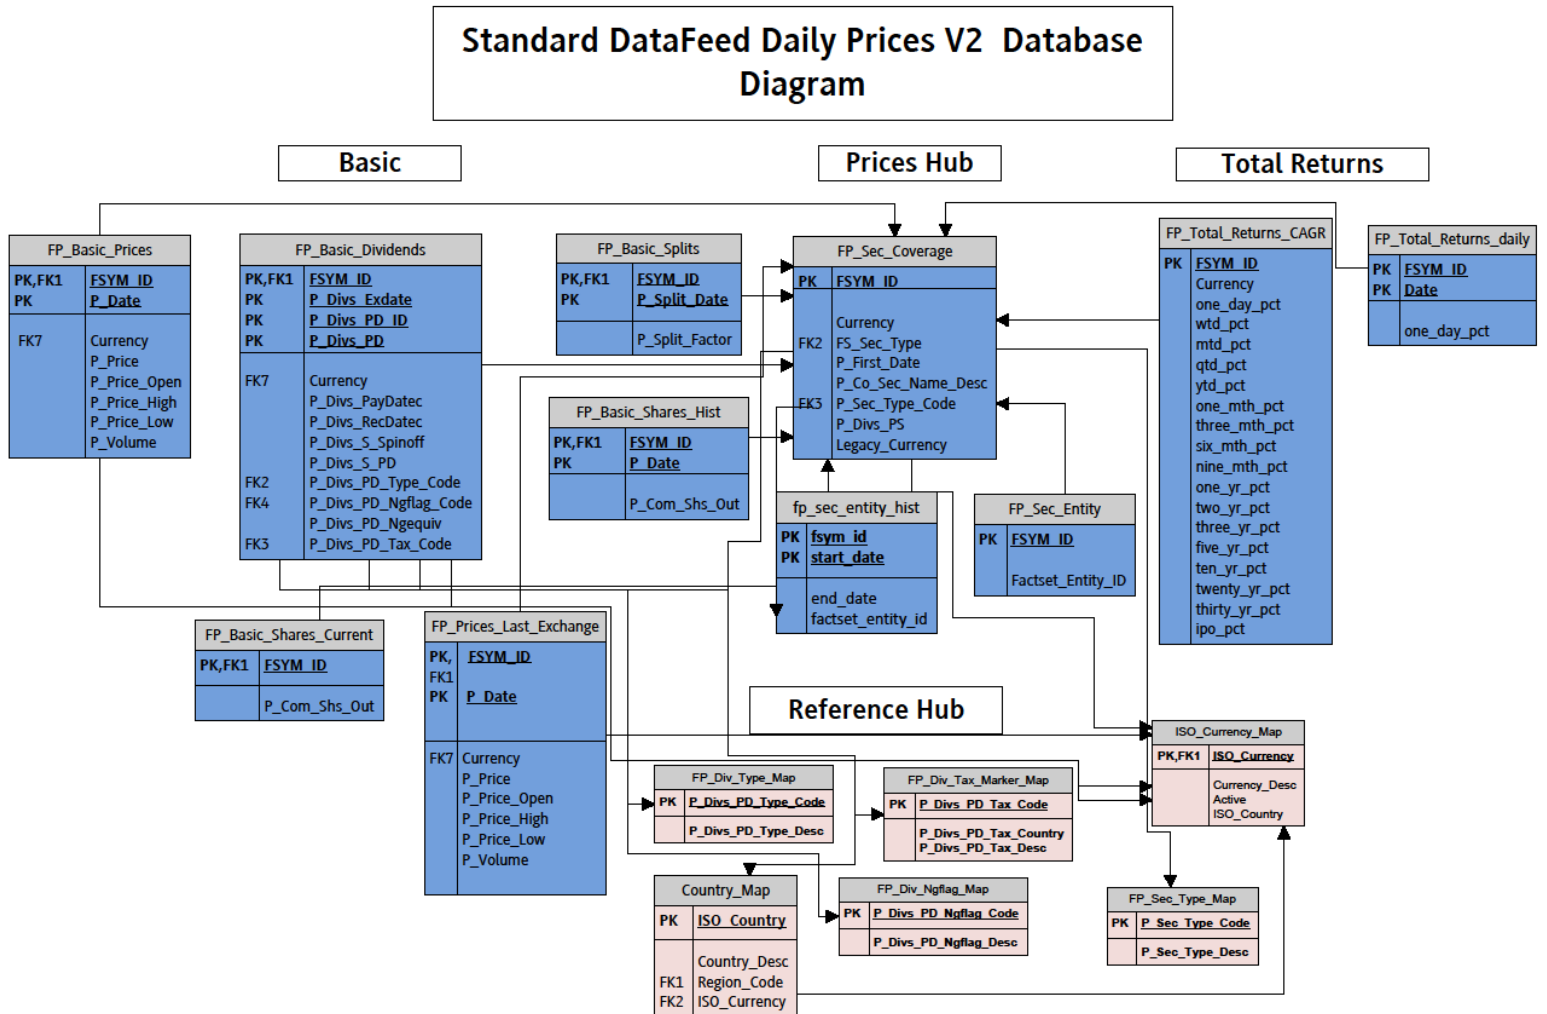 Standard DataFeed Daily Prices V2 Database
Diagram
Basic
Prices Hub
Total Returns
FP_Basic_Prices
PK,FK1 FSYM_ID
PK P_Date
FK7 Currency
P_Price
P_Price_Open
P_Price_High
P_Price_Low
P_Volume
FP_Basic_Dividends
PK,FK1 FSYM_ID
PK P_Divs_Exdate
PK P_Divs_PD_ID
PK P_Divs_PD
FK7 Currency
P_Divs_PayDatec
P_Divs_RecDatec
P_Divs_S_Spinoff
P_Divs_S_PD
FK2 P_Divs_PD_Type_Code
FK4 P_Divs_PD_Ngflag_Code
P_Divs_PD_Ngequiv
FK3 P_Divs_PD_Tax_Code
FP_Basic_Splits
PK,FK1 FSYM_ID
PK P_Split_Date
P_Split_Factor
FP_Basic_Shares_Hist
PK,FK1 FSYM_ID
PK P_Date
P_Com_Shs_Out
FP_Sec_Coverage
PK FSYM_ID
Currency
FK2 FS_Sec_Type
P_First_Date
P_Co_Sec_Name_Desc
FK3 P_Sec_Type_Code
P_Divs_PS
Legacy_Currency
fp_sec_entity_hist
PK fsym_id
PK start_date
end_date
factset_entity_id
FP_Sec_Entity
PK FSYM_ID
Factset_Entity_ID
FP_Total_Returns_CAGR
PK FSYM_ID
Currency
one_day_pct
wtd_pct
mtd_pct
qtd_pct
ytd_pct
one_mth_pct
three_mth_pct
six_mth_pct
nine_mth_pct
one_yr_pct
two_yr_pct
three_yr_pct
five_yr_pct
ten_yr_pct
twenty_yr_pct
thirty_yr_pct
ipo_pct
FP_Total_Returns_daily
PK FSYM_ID
PK Date
one_day_pct
FP_Basic_Shares_Current
PK,FK1 FSYM_ID
P_Com_Shs_Out
FP_Prices_Last_Exchange
PK, FSYM_ID
FK1
PK P_Date
FK7 Currency
P_Price
P_Price_Open
P_Price_High
P_Price_Low
P_Volume
Reference Hub
ISO_Currency_Map
PK,FK1 ISO_Currency
Currency_Desc
Active
ISO_Country
FP_Div_Type_Map
PK P_Divs_PD_Type_Code
P_Divs_PD_Type_Desc
FP_Div_Tax_Marker_Map
PK P_Divs_PD_Tax_Code
P_Divs_PD_Tax_Country
P_Divs_PD_Tax_Desc
Country_Map
PK ISO_Country
Country_Desc
FK1 Region_Code
FK2 ISO_Currency
FP_Div_Ngflag_Map
PK P_Divs_PD_Ngflag_Code
P_Divs_PD_Ngflag_Desc
FP_Sec_Type_Map
PK P_Sec_Type_Code
P_Sec_Type_Desc